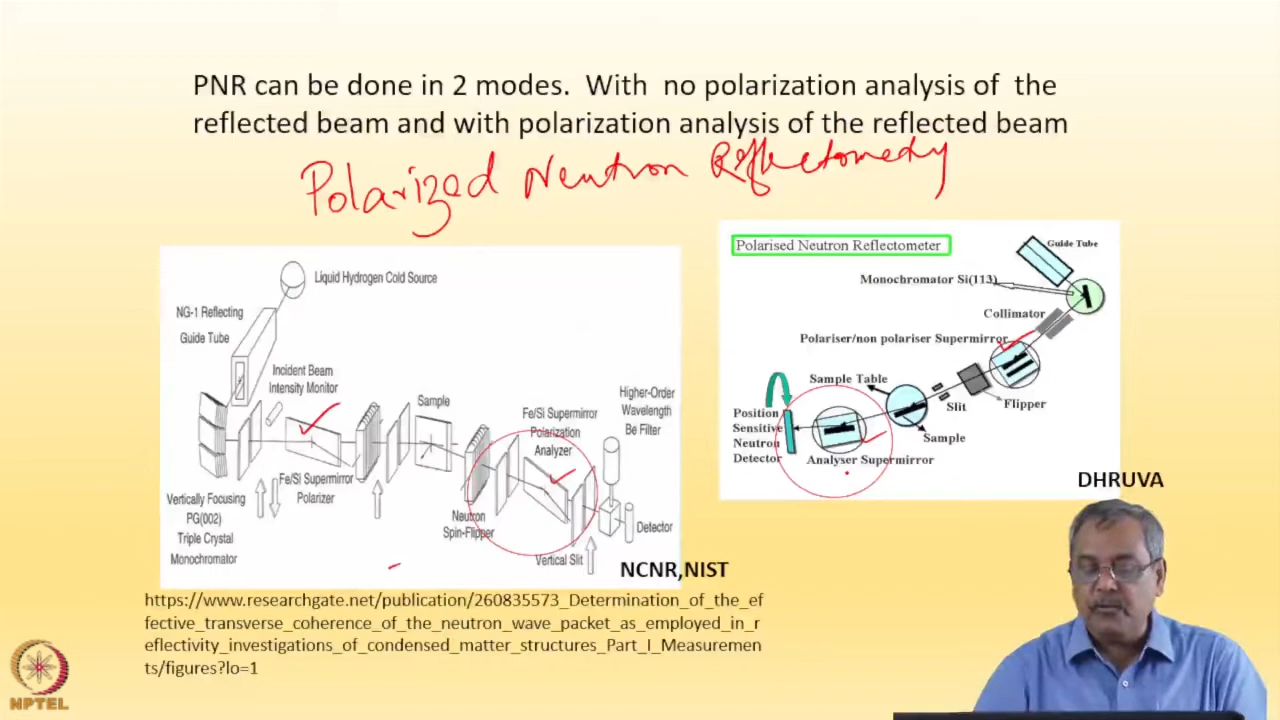 PNR can be done in 2 modes. With no polarization analysis of the
reflected beam and with polarization analysis of the reflected beam
Polarized Neutron Reflectometry
Liquid Hydrogen Cold Source
NG-1 Reflecting
Guide Tube
Incident Beam
Intensity Monitor
Sample
Fe/Si Supermirror
Polarization
Analyzer
Higher-Order
Wavelength
Be Filter
Vertically Focusing
PG(002)
Triple Crystal
Monochromator
Fe/Si Supermirror
Polarizer
Neutron
Spin-Flipper
Vertical Slit
Detector
NCNR,NIST
Polarised Neutron Reflectometer
Guide Tube
Monochromator Si(113)
Collimator
Polariser/non polariser Supermirror
Sample Table
Slit
Flipper
Position
Sensitive
Neutron
Detector
Sample
Analyser Supermirror
DHRUVA
https://www.researchgate.net/publication/260835573_Determination_of_the_ef
fective_transverse_coherence_of_the_neutron_wave_packet_as_employed_in_r
eflectivity_investigations_of_condensed_matter_structures_Part_I_Measuremen
ts/figures?lo=1
NPTEL